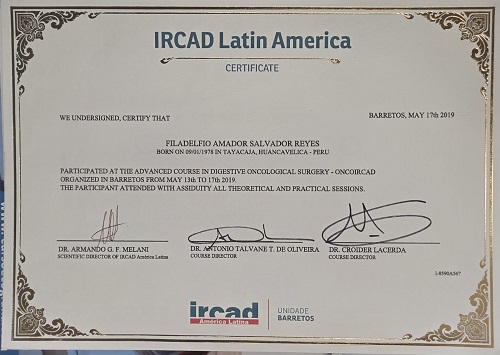 IRCAD Latin America
CERTIFICATE
WE UNDERSIGNED, CERTIFY THAT
BARRETOS, MAY 17th 2019
FILADELFIO AMADOR SALVADOR REYES
BORN ON 09/01/1978 IN TAYACAJA, HUANCAVELICA - PERU
PARTICIPATED AT THE ADVANCED COURSE IN DIGESTIVE ONCOLOGICAL SURGERY - ONCOIRCAD
ORGANIZED IN BARRETOS FROM MAY 13th TO 17th 2019.
THE PARTICIPANT ATTENDED WITH ASSIDUITY ALL THEORETICAL AND PRACTICAL SESSIONS.
DR. ARMANDO G. F. MELANI
SCIENTIFIC DIRECTOR OF IRCAD América Latina
DR. ANTONIO TALVANE T. DE OLIVEIRA
COURSE DIRECTOR
DR. CROIDER LACERDA
COURSE DIRECTOR
ircad
América Latina
UNIDADE
BARRETOS